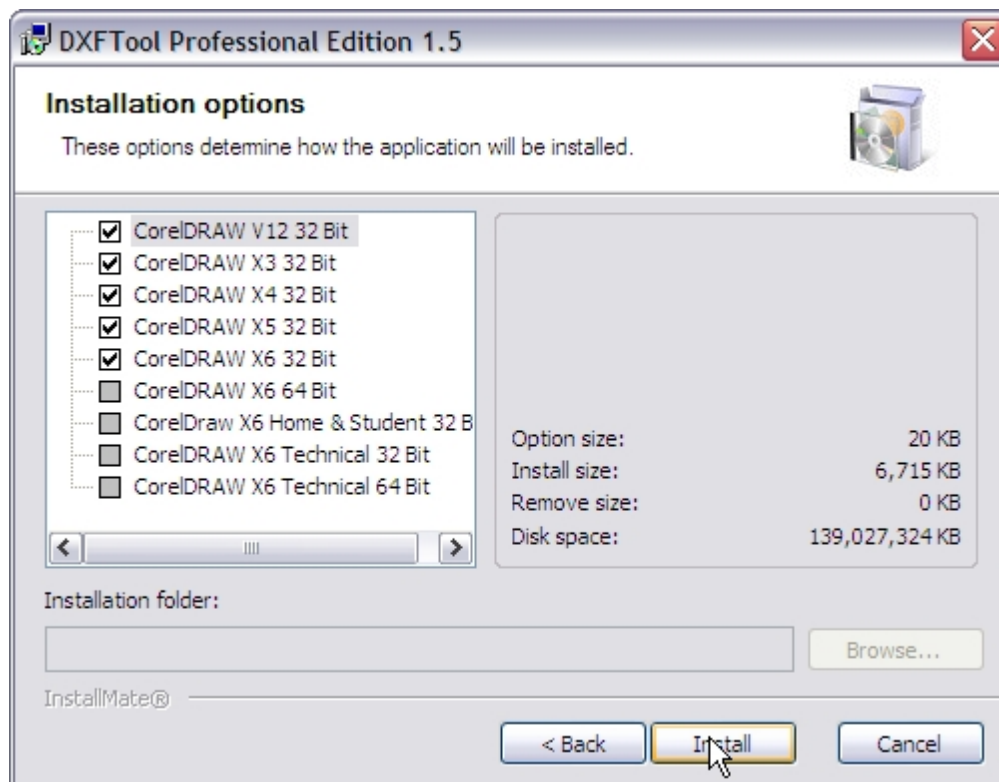 DXFTool Professional Edition 1.5
Installation options
These options determine how the application will be installed.
CorelDRAW V12 32 Bit
CorelDRAW X3 32 Bit
CorelDRAW X4 32 Bit
CorelDRAW X5 32 Bit
CorelDRAW X6 32 Bit
CorelDRAW X6 64 Bit
CorelDraw X6 Home & Student 32 B
CorelDRAW X6 Technical 32 Bit
CorelDRAW X6 Technical 64 Bit
Option size: 20 KB
Install size: 6,715 KB
Remove size: 0 KB
Disk space: 139,027,324 KB
Installation folder:
Browse...
InstallMate®
< Back Install Cancel